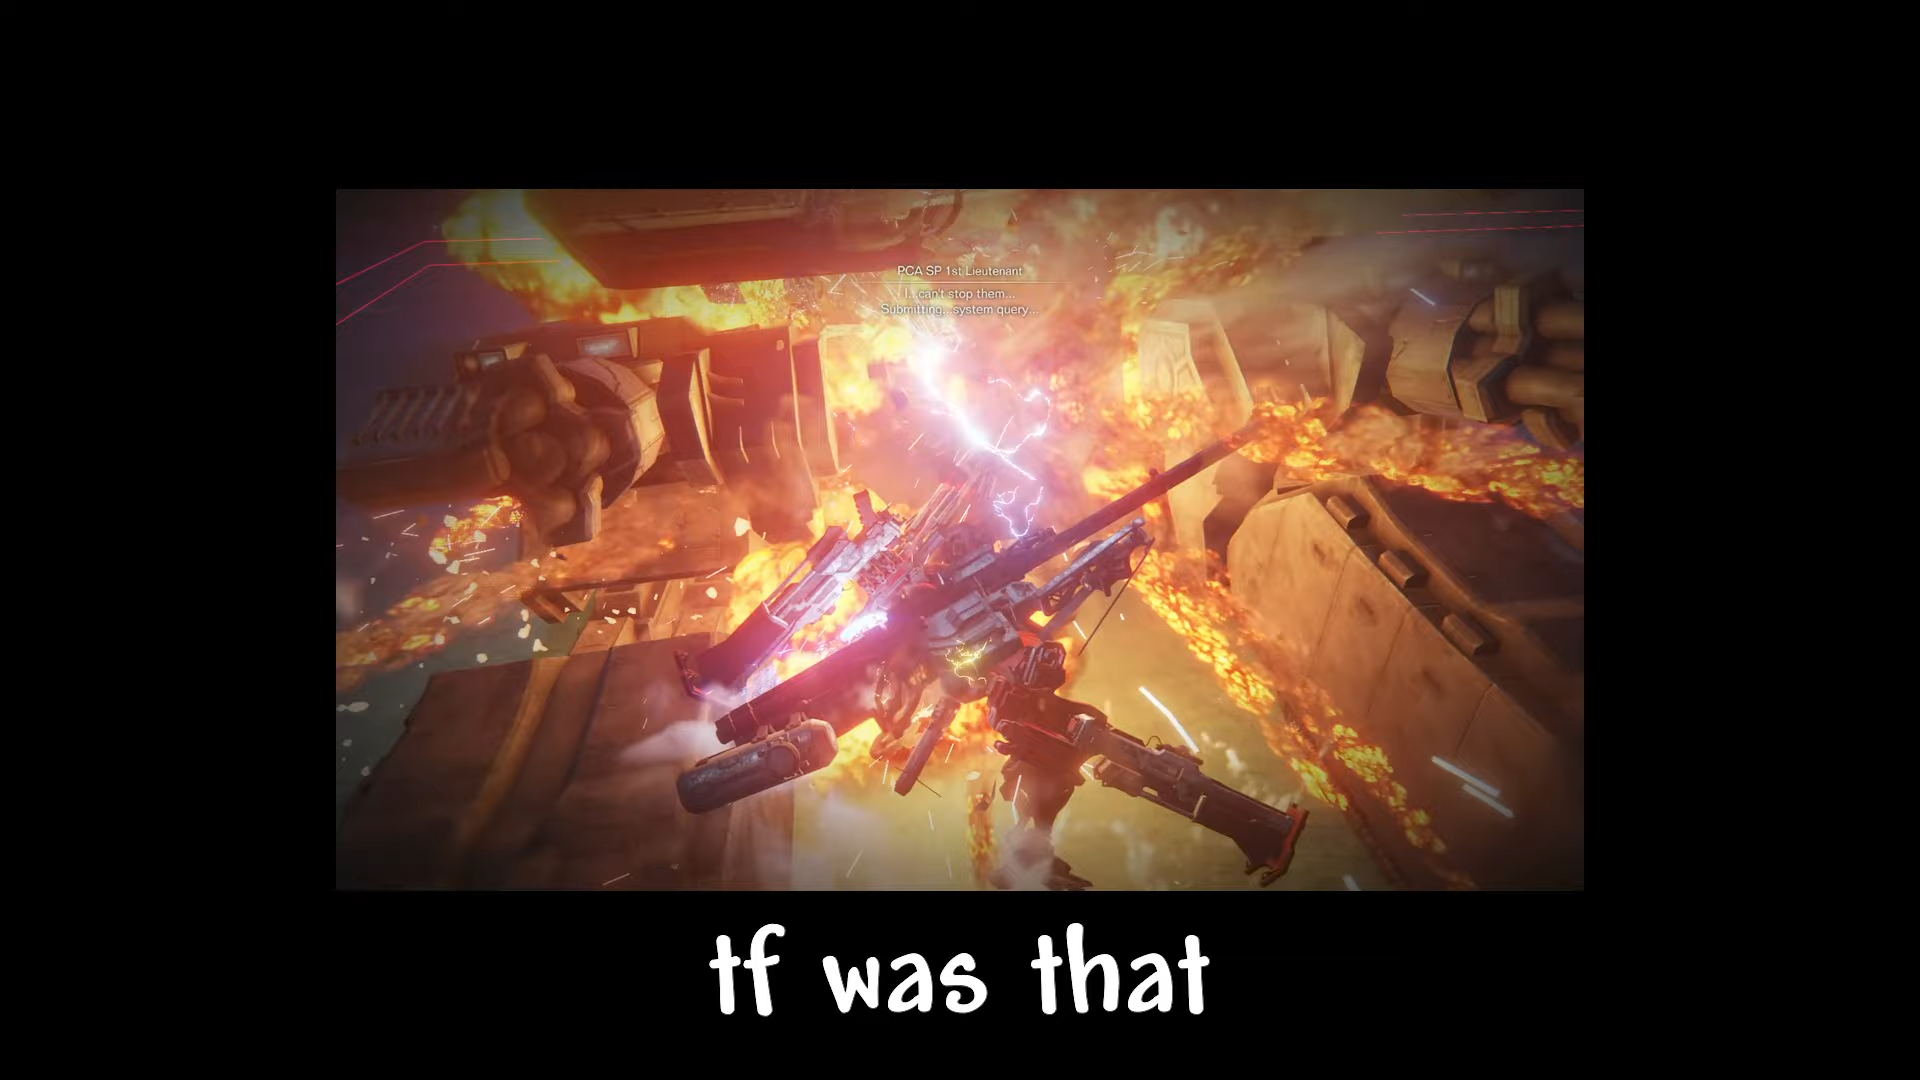 PCA SP 1st Lieutenant
I...can't stop them...
Submitting...system query...
tf was that